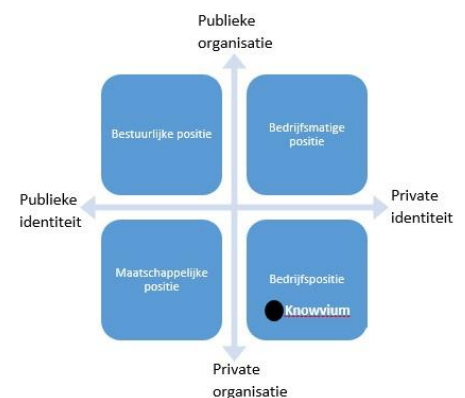 Publieke
organisatie
Bestuurlijke positie
Bedrijfsmatige
positie
Publieke
identiteit
Private
identiteit
Maatschappelijke
positie
Bedrijfspositie
Knowvium
Private
organisatie